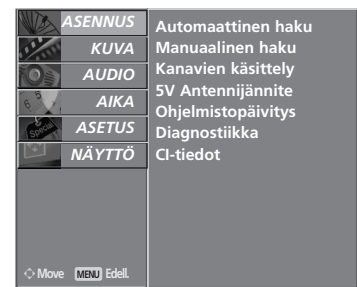 ASENNUS
KUVA
AUDIO
AIKA
ASETUS
NÄYTTÖ
Automaattinen haku
Manuaalinen haku
Kanavien käsittely
5V Antennijännite
Ohjelmistopäivitys
Diagnostiikka
CI-tiedot
Move MENU Edell.